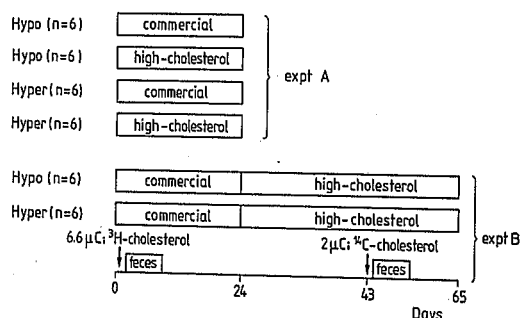 Hypo (n=6) commercial
Hypo (n=6) high-cholesterol
Hyper (n=6) commercial
Hyper (n=6) high-cholesterol
expt A
Hypo (n=6) commercial high-cholesterol
Hyper (n=6) commercial high-cholesterol
expt B
6.6 µCi ³H-cholesterol 2 µCi ¹⁴C-cholesterol
feces feces
0 24 43 65
Days